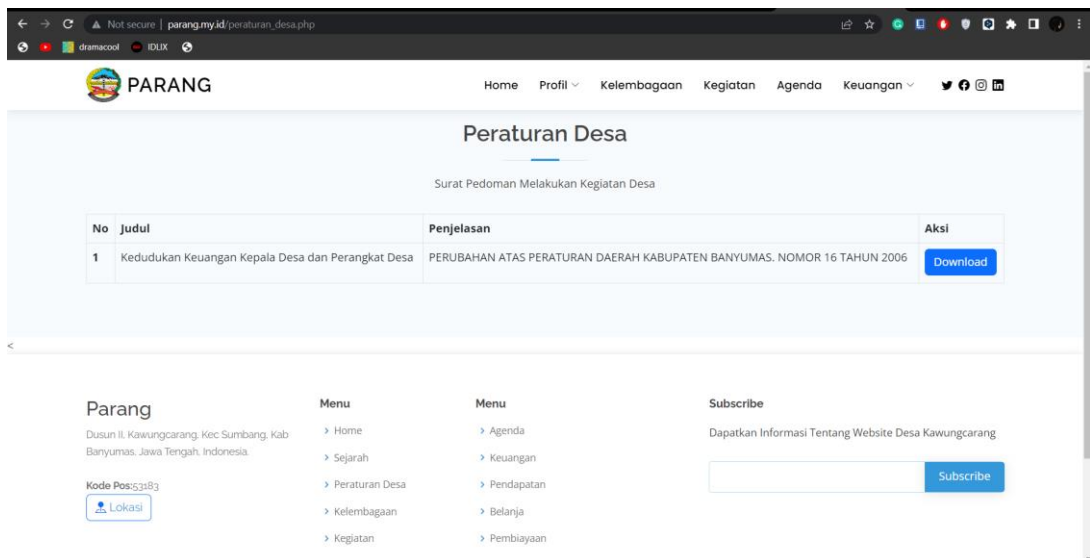 Not secure | parang.my.id/peraturan_desa.php
dramacool IDLIX
PARANG Home Profil Kelembagaan Kegiatan Agenda Keuangan
Peraturan Desa
Surat Pedoman Melakukan Kegiatan Desa
No Judul Penjelasan Aksi
1 Kedudukan Keuangan Kepala Desa dan Perangkat Desa PERUBAHAN ATAS PERATURAN DAERAH KABUPATEN BANYUMAS. NOMOR 16 TAHUN 2006 Download
<
Parang
Dusun II, Kawungcarang, Kec Sumbang, Kab
Banyumas, Jawa Tengah, Indonesia.
Kode Pos:53183
Lokasi
Menu
Home
Sejarah
Peraturan Desa
Kelembagaan
Kegiatan
Menu
Agenda
Keuangan
Pendapatan
Belanja
Pembiayaan
Subscribe
Dapatkan Informasi Tentang Website Desa Kawungcarang
Subscribe